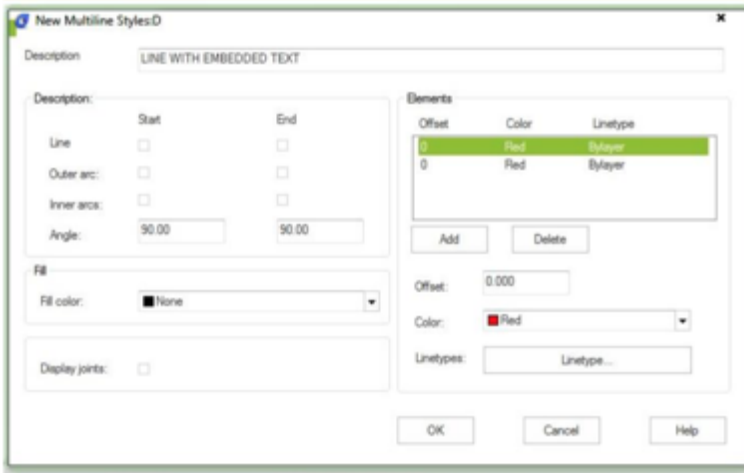 New Multiline Styles:D
Description
LINE WITH EMBEDDED TEXT
Description:
Start End
Line
Outer arc:
Inner arcs:
Angle: 90.00 90.00
Fill
Fill color: None
Display joints:
Elements
Offset Color Linetype
0 Red Bylayer
0 Red Bylayer
Add Delete
Offset: 0.000
Color: Red
Linetypes: Linetype...
OK Cancel Help